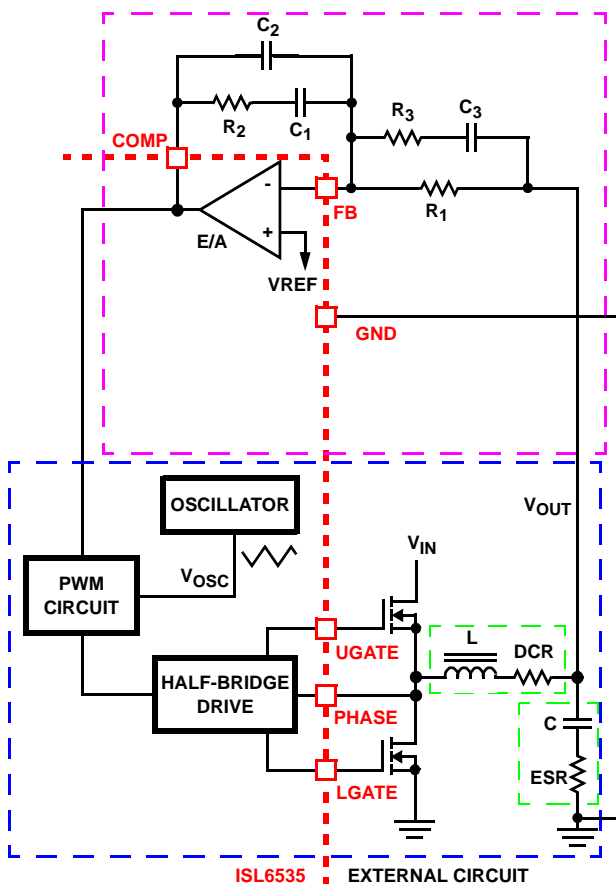 C2
R2
C1
R3
C3
COMP
-
FB
R1
E/A
+
VREF
GND
OSCILLATOR
VOUT
VIN
PWM
CIRCUIT
VOSC
UGATE
L
DCR
HALF-BRIDGE
DRIVE
PHASE
C
LGATE
ESR
ISL6535
EXTERNAL CIRCUIT